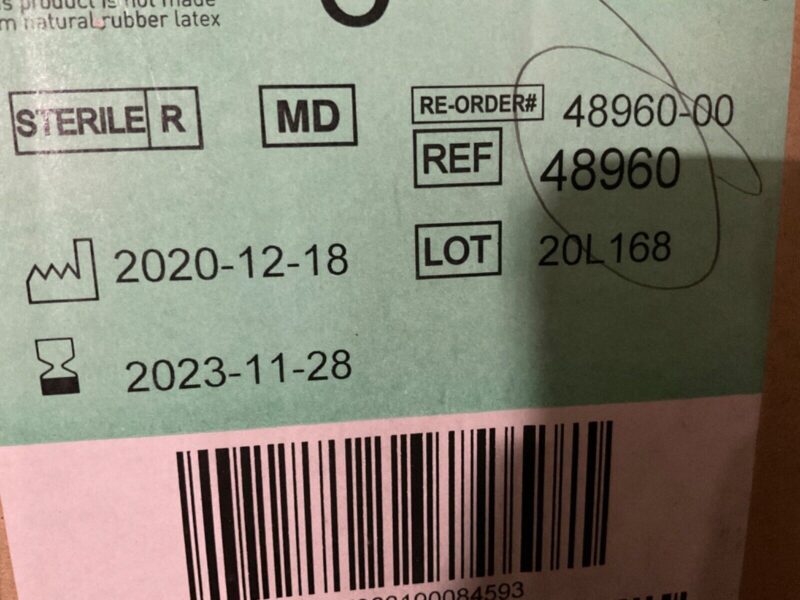 product is not made
natural rubber latex
STERILE R
MD
RE-ORDER# 48960-00
REF 48960
2020-12-18
LOT 20L168
2023-11-28